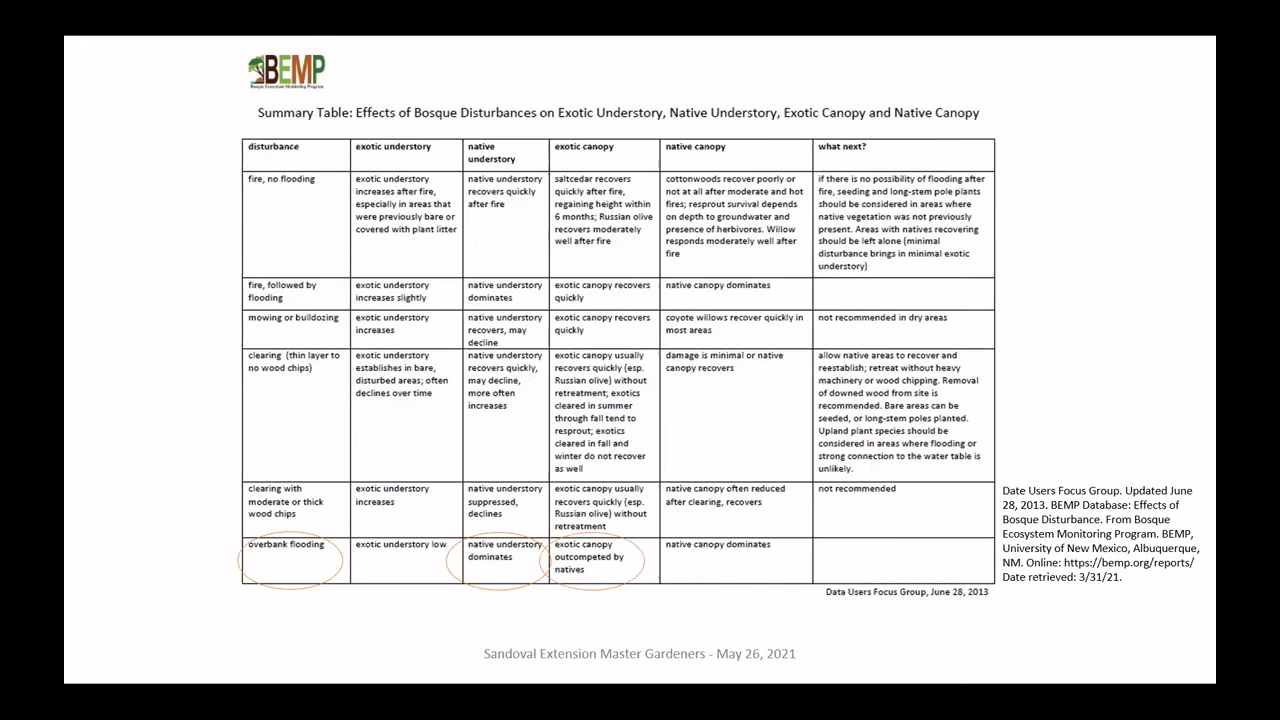 BEMP
Bosque Ecosystem Monitoring Program
Summary Table: Effects of Bosque Disturbances on Exotic Understory, Native Understory, Exotic Canopy and Native Canopy
disturbance
exotic understory
native
understory
exotic canopy
native canopy
what next?
fire, no flooding
exotic understory
increases after fire,
especially in areas that
were previously bare or
covered with plant litter
native understory
recovers quickly
after fire
saltcedar recovers
quickly after fire,
regaining height within
6 months; Russian olive
recovers moderately
well after fire
cottonwoods recover poorly or
not at all after moderate and hot
fires; resprout survival depends
on depth to groundwater and
presence of herbivores. Willow
responds moderately well after
fire
if there is no possibility of flooding after
fire, seeding and long-stem pole plants
should be considered in areas where
native vegetation was not previously
present. Areas with natives recovering
should be left alone (minimal
disturbance brings in minimal exotic
understory)
fire, followed by
flooding
exotic understory
increases slightly
native understory
dominates
exotic canopy recovers
quickly
native canopy dominates
mowing or bulldozing
exotic understory
increases
native understory
recovers, may
decline
exotic canopy recovers
quickly
coyote willows recover quickly in
most areas
not recommended in dry areas
clearing (thin layer to
no wood chips)
exotic understory
establishes in bare,
disturbed areas; often
declines over time
native understory
recovers quickly,
may decline,
more often
increases
exotic canopy usually
recovers quickly (esp.
Russian olive) without
retreatment; exotics
cleared in summer
through fall tend to
resprout; exotics
cleared in fall and
winter do not recover
as well
damage is minimal or native
canopy recovers
allow native areas to recover and
reestablish; retreat without heavy
machinery or wood chipping. Removal
of downed wood from site is
recommended. Bare areas can be
seeded, or long-stem poles planted.
Upland plant species should be
considered in areas where flooding or
strong connection to the water table is
unlikely.
clearing with
moderate or thick
wood chips
exotic understory
increases
native understory
suppressed,
declines
exotic canopy usually
recovers quickly (esp.
Russian olive) without
retreatment
native canopy often reduced
after clearing, recovers
not recommended
overbank flooding
exotic understory low
native understory
dominates
exotic canopy
outcompeted by
natives
native canopy dominates
Data Users Focus Group, June 28, 2013
Date Users Focus Group. Updated June
28, 2013. BEMP Database: Effects of
Bosque Disturbance. From Bosque
Ecosystem Monitoring Program. BEMP,
University of New Mexico, Albuquerque,
NM. Online: https://bemp.org/reports/
Date retrieved: 3/31/21.
Sandoval Extension Master Gardeners - May 26, 2021